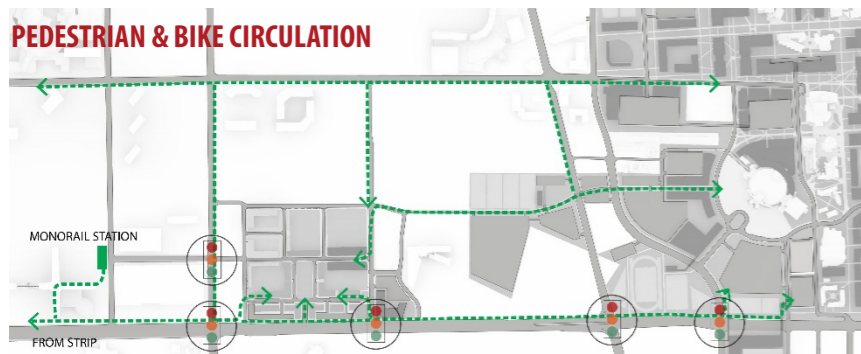 PEDESTRIAN & BIKE CIRCULATION
MONORAIL STATION
FROM STRIP